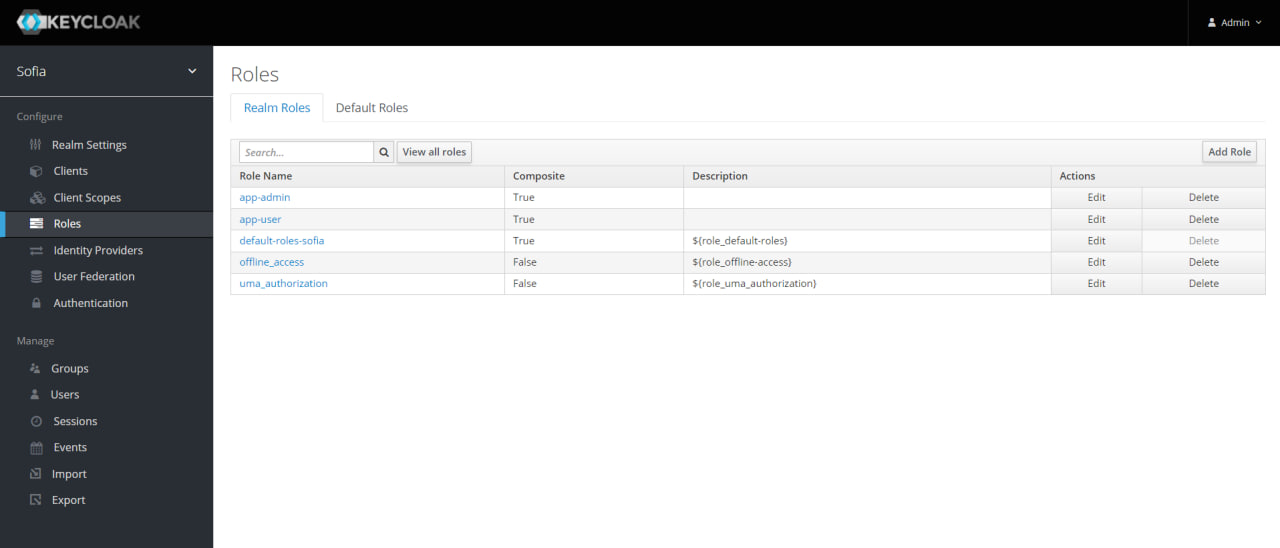 KEYCLOAK
Admin
Sofia
Configure
Realm Settings
Clients
Client Scopes
Roles
Identity Providers
User Federation
Authentication
Manage
Groups
Users
Sessions
Events
Import
Export
Roles
Realm Roles Default Roles
Search... View all roles Add Role
Role Name Composite Description Actions
app-admin True Edit Delete
app-user True Edit Delete
default-roles-sofia True ${role_default-roles} Edit Delete
offline_access False ${role_offline-access} Edit Delete
uma_authorization False ${role_uma_authorization} Edit Delete